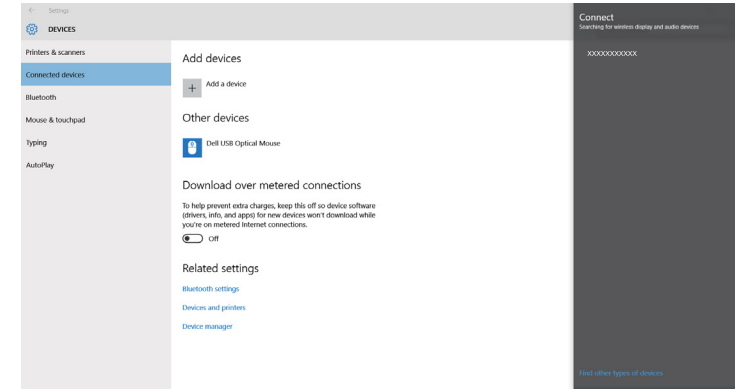 Settings
DEVICES
Printers & scanners
Connected devices
Bluetooth
Mouse & touchpad
Typing
AutoPlay
Add devices
Add a device
Other devices
Dell USB Optical Mouse
Download over metered connections
To help prevent extra charges, keep this off so device software
(drivers, info, and apps) for new devices won't download while
you're on metered Internet connections.
Off
Related settings
Bluetooth settings
Devices and printers
Device manager
Connect
Searching for wireless display and audio devices
XXXXXXXXXXX
Find other types of devices